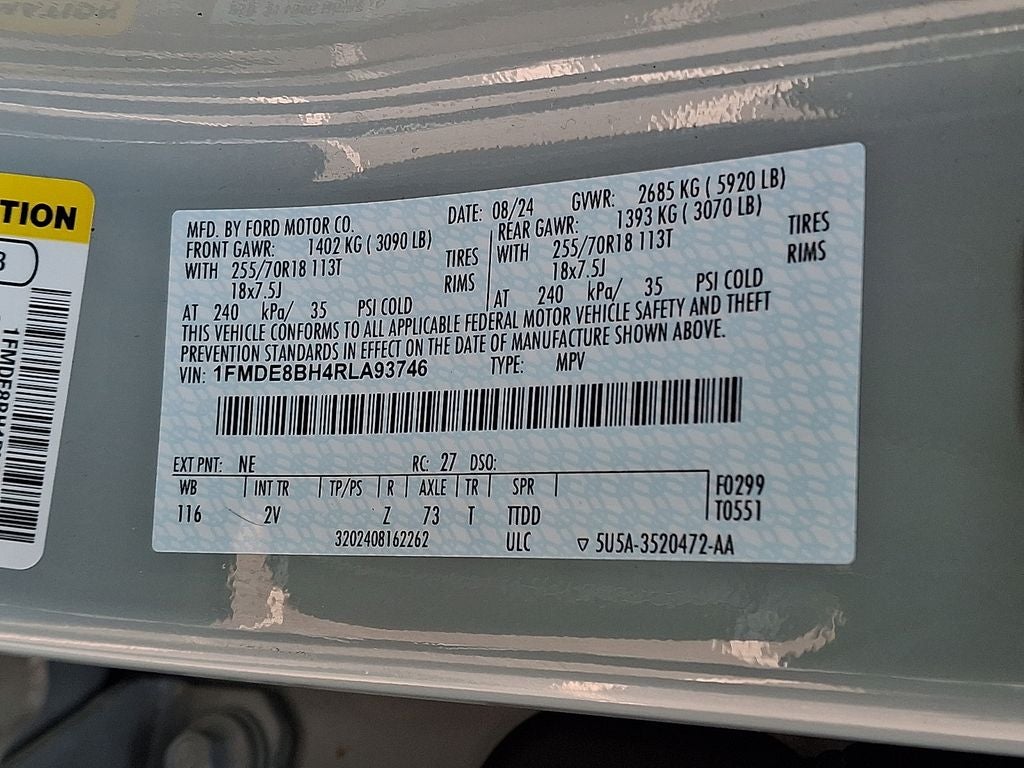 TION
1FMDE8BH4R
MFD. BY FORD MOTOR CO.
DATE: 08/24 GVWR: 2685 KG ( 5920 LB)
FRONT GAWR: 1402 KG ( 3090 LB)
WITH 255/70R18 113T TIRES
18x7.5J RIMS
AT 240 kPa/ 35 PSI COLD
REAR GAWR: 1393 KG ( 3070 LB)
WITH 255/70R18 113T TIRES
18x7.5J RIMS
AT 240 kPa/ 35 PSI COLD
THIS VEHICLE CONFORMS TO ALL APPLICABLE FEDERAL MOTOR VEHICLE SAFETY AND THEFT
PREVENTION STANDARDS IN EFFECT ON THE DATE OF MANUFACTURE SHOWN ABOVE.
VIN: 1FMDE8BH4RLA93746 TYPE: MPV
EXT PNT: NE RC: 27 DSO:
WB INT TR TP/PS R AXLE TR SPR F0299
116 2V Z 73 T TTDD T0551
3202408162262 ULC ▽ 5U5A-3520472-AA